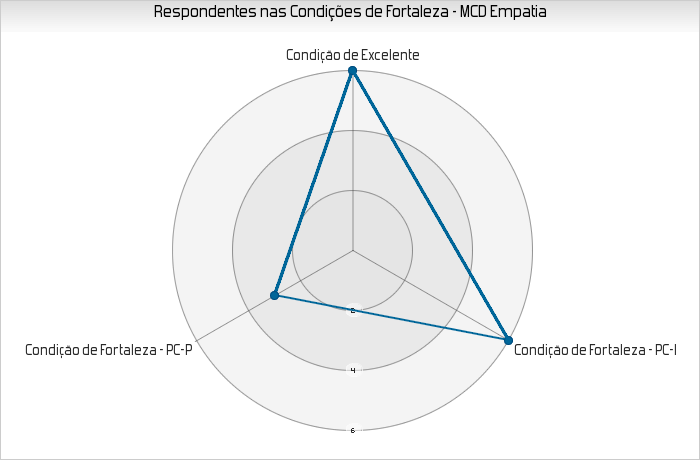 Respondentes nas Condições de Fortaleza - MCD Empatia
Condição de Excelente
2
Condição de Fortaleza - PC-P
Condição de Fortaleza - PC-I
4
6